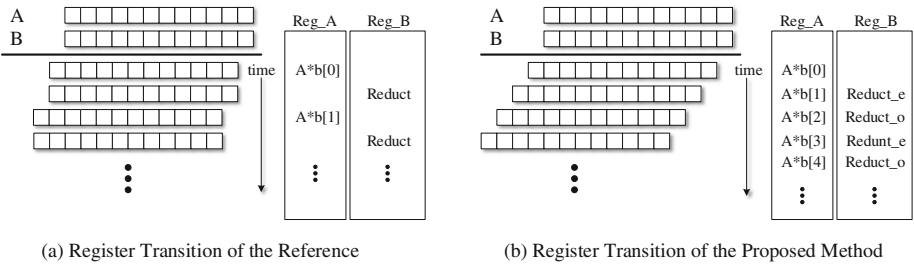 A
B
time
Reg_A Reg_B
A*b[0]
Reduct
A*b[1]
Reduct
(a) Register Transition of the Reference
A
B
time
Reg_A Reg_B
A*b[0]
A*b[1] Reduct_e
A*b[2] Reduct_o
A*b[3] Redunt_e
A*b[4] Reduct_o
(b) Register Transition of the Proposed Method